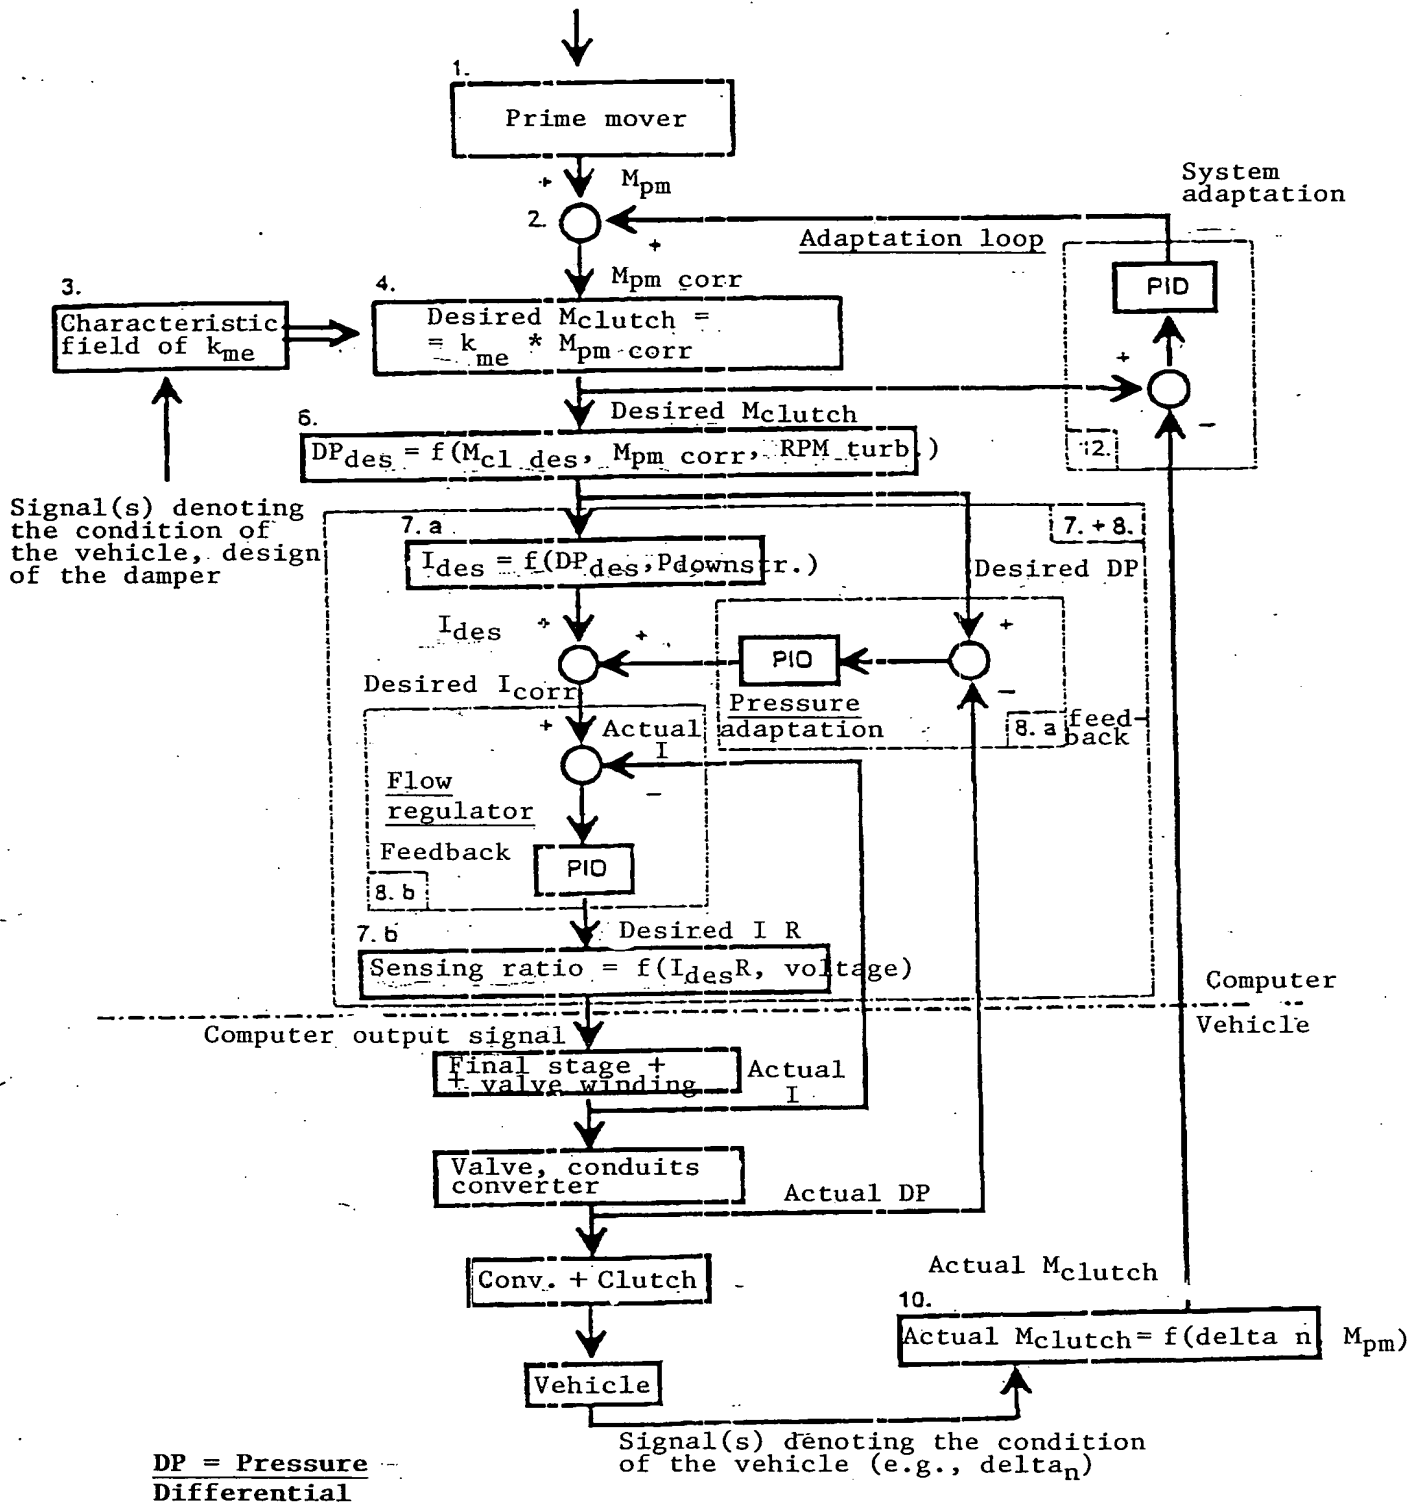 1.
Prime mover
+
Mpm
2.
+
System
adaptation
Adaptation loop
PID
Mpm corr
3.
Characteristic
field of kme
4.
Desired Mclutch =
= kme * Mpm corr
+
-
12.
Desired Mclutch
6.
DPdes = f(Mcl des, Mpm corr, RPM turb.)
Signal(s) denoting
the condition of
the vehicle, design
of the damper
7. a
7. + 8.
Ides = f(DPdes, Pdownstr.)
Desired DP
Ides
+
+
+
PID
-
Desired Icorr
Pressure
adaptation
8. a
feed-
back
+
Actual
I
-
Flow
regulator
Feedback
PID
8. b
Desired I R
7. b
Sensing ratio = f(IdesR, voltage)
Computer
Vehicle
Computer output signal
Final stage +
+ valve winding
Actual
I
Valve, conduits
converter
Actual DP
Conv. + Clutch
Actual Mclutch
10.
Actual Mclutch = f(delta n Mpm)
Vehicle
Signal(s) denoting the condition
of the vehicle (e.g., deltan)
DP = Pressure
Differential